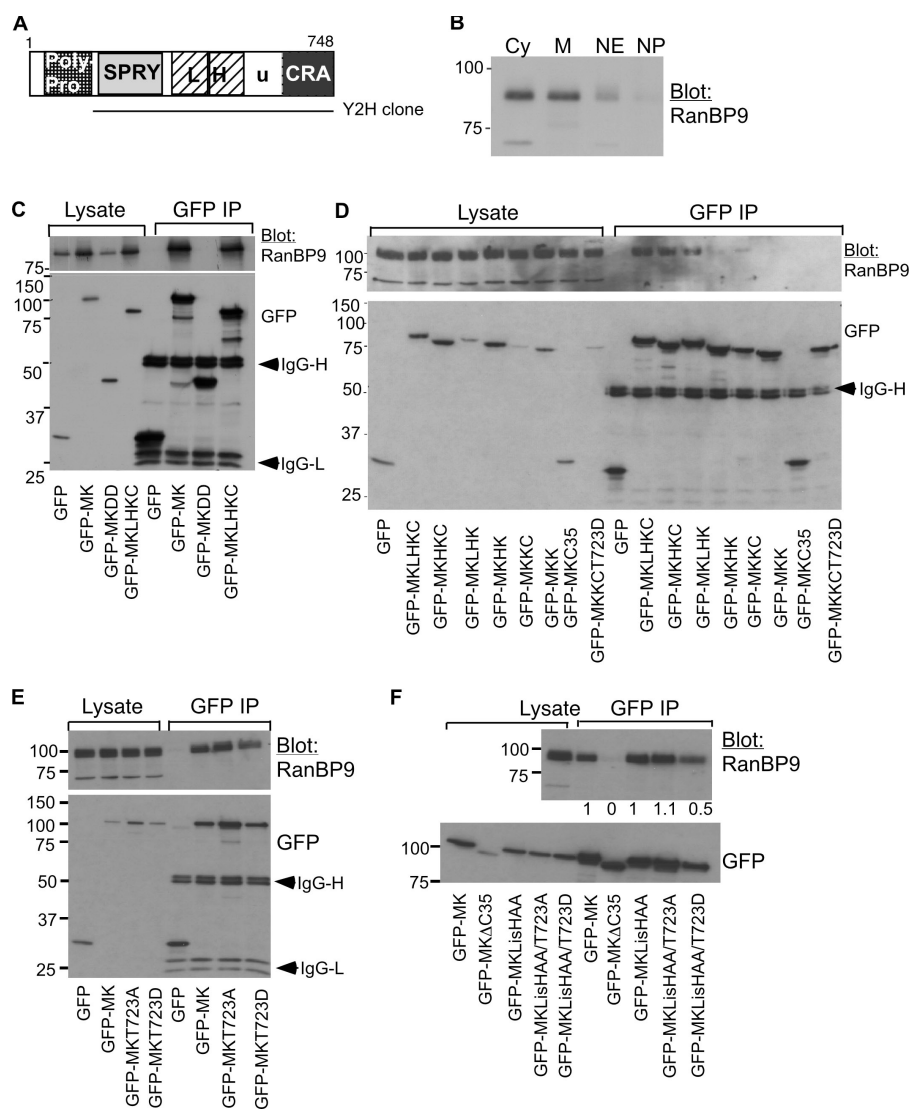 A
1
748
Poly
Pro
SPRY
L H
u
CRA
Y2H clone
B
Cy M NE NP
100
75
Blot:
RanBP9
C
Lysate
GFP IP
Blot:
RanBP9
75
150
100
75
50
37
25
GFP
IgG-H
IgG-L
GFP
GFP-MK
GFP-MKDD
GFP-MKLHKC
GFP
GFP-MK
GFP-MKDD
GFP-MKLHKC
D
Lysate
GFP IP
100
75
Blot:
RanBP9
150
100
75
50
37
25
GFP
IgG-H
GFP
GFP-MKLHKC
GFP-MKHKC
GFP-MKLHK
GFP-MKHK
GFP-MKKC
GFP-MKK
GFP-MKC35
GFP-MKKCT723D
GFP
GFP-MKLHKC
GFP-MKHKC
GFP-MKLHK
GFP-MKHK
GFP-MKKC
GFP-MKK
GFP-MKC35
GFP-MKKCT723D
E
Lysate
GFP IP
100
75
Blot:
RanBP9
150
100
75
50
37
25
GFP
IgG-H
IgG-L
GFP
GFP-MK
GFP-MKT723A
GFP-MKT723D
GFP
GFP-MK
GFP-MKT723A
GFP-MKT723D
F
Lysate
GFP IP
100
75
Blot:
RanBP9
1 0 1 1.1 0.5
100
75
GFP
GFP-MK
GFP-MKΔC35
GFP-MKLisHAA
GFP-MKLisHAA/T723A
GFP-MKLisHAA/T723D
GFP-MK
GFP-MKΔC35
GFP-MKLisHAA
GFP-MKLisHAA/T723A
GFP-MKLisHAA/T723D